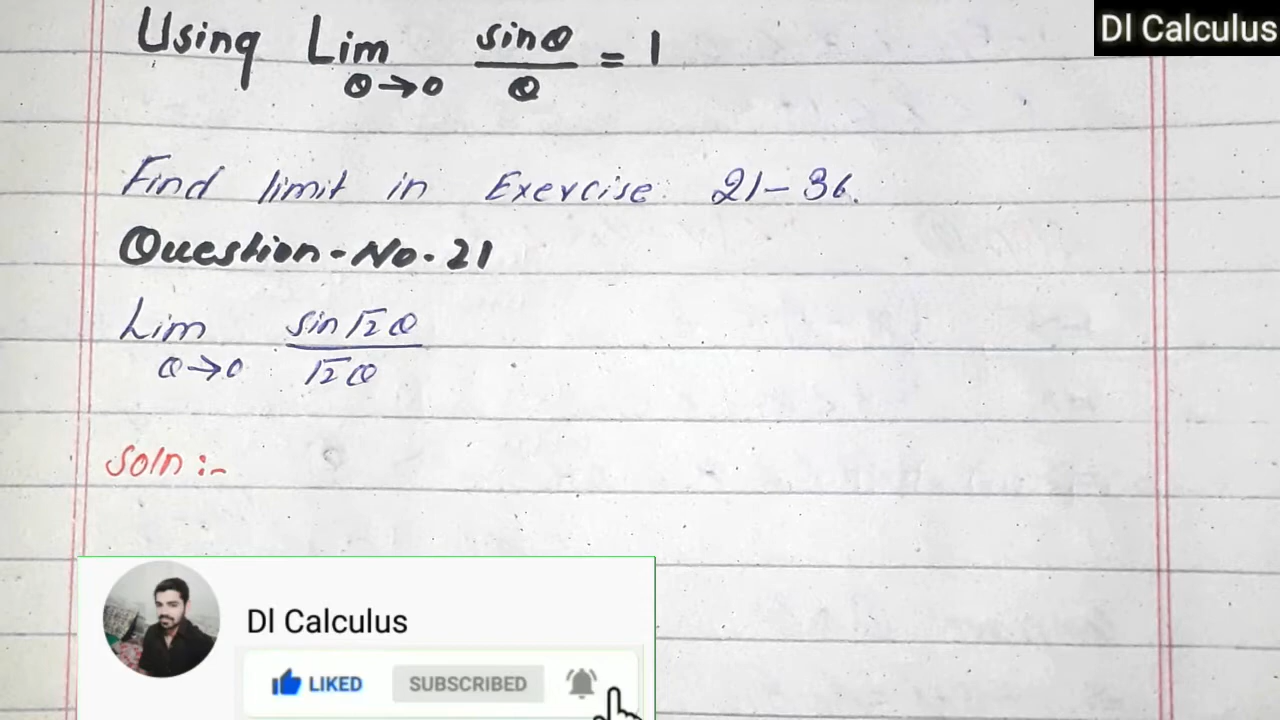 Dl Calculus
Using Lim sinθ/θ = 1
θ→0
Find limit in Exercise 21-36.
Question-No.21
Lim sin√2θ/√2θ
θ→0
Soln:-
Dl Calculus
LIKED SUBSCRIBED